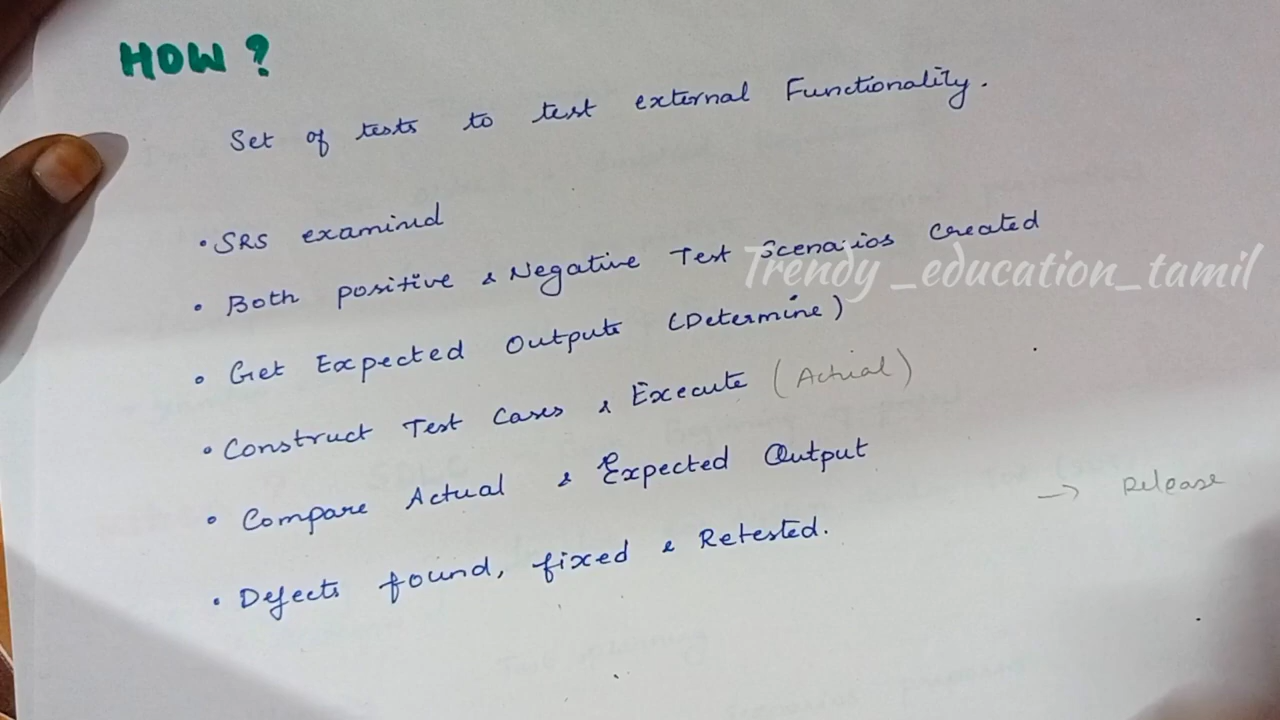 HOW ?
Set of tests to test external Functionality.
• SRS examined
• Both positive & Negative Test Scenarios created
Trendy_education_tamil
• Get Expected Outputs (Determine)
• Construct Test Cases & Execute (Actual)
• Compare Actual & Expected Output
→ Release
• Defects found, fixed & Retested.